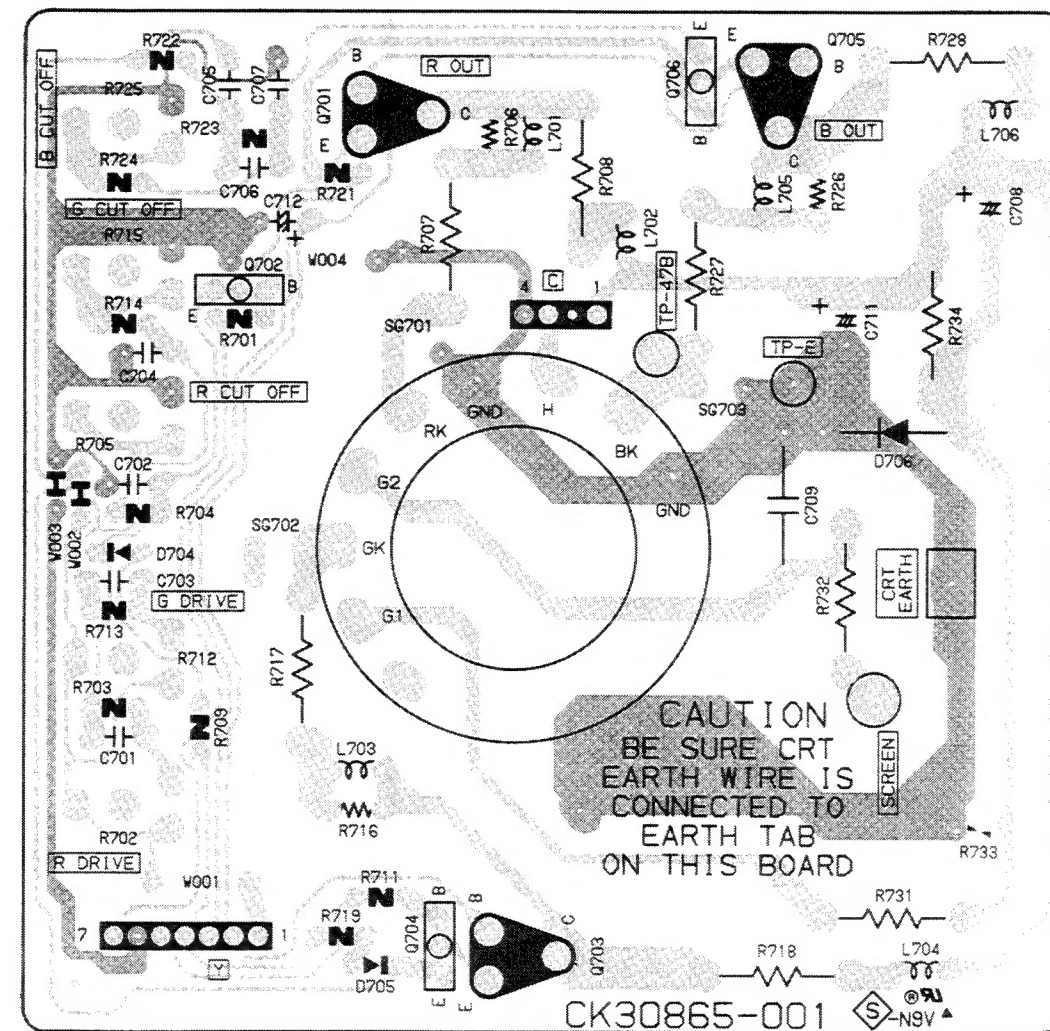 R722
R725
B CUT OFF
C705
C707
B
Q701
E
C
R OUT
R706
L701
E
Q706
B
E
Q705
B
C
B OUT
R728
L706
R723
R724
C706
R721
C712
+
G CUT OFF
R715
R708
R707
L702
L705
R726
+
C708
W004
Q702
B
E
R714
R701
C704
R CUT OFF
SG701
4
C
1
TP-47B
R727
+
C711
TP-E
R734
GND
H
RK
BK
SG703
D706
G2
GND
C709
GK
SG702
G1
R705
C702
R704
W003
W002
D704
C703
G DRIVE
R713
R712
R703
R709
C701
R717
R732
CRT
EARTH
SCREEN
L703
R716
CAUTION
BE SURE CRT
EARTH WIRE IS
CONNECTED TO
EARTH TAB
ON THIS BOARD
R733
R702
R DRIVE
W001
7
1
Y
R711
R719
D705
B
Q704
E
B
E
C
Q703
R731
R718
L704
CK30865-001
S
-N9V